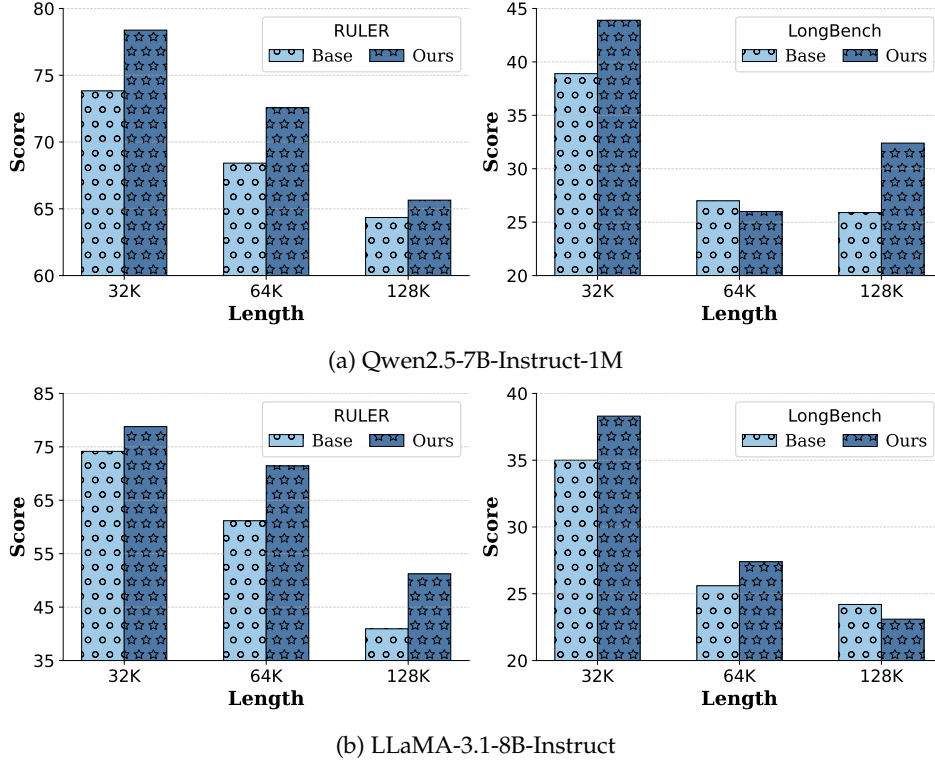 80
75
70
65
60
Score
RULER
Base Ours
32K 64K 128K
Length
45
40
35
30
25
20
Score
LongBench
Base Ours
32K 64K 128K
Length
(a) Qwen2.5-7B-Instruct-1M
85
75
65
55
45
35
Score
RULER
Base Ours
32K 64K 128K
Length
40
35
30
25
20
Score
LongBench
Base Ours
32K 64K 128K
Length
(b) LLaMA-3.1-8B-Instruct